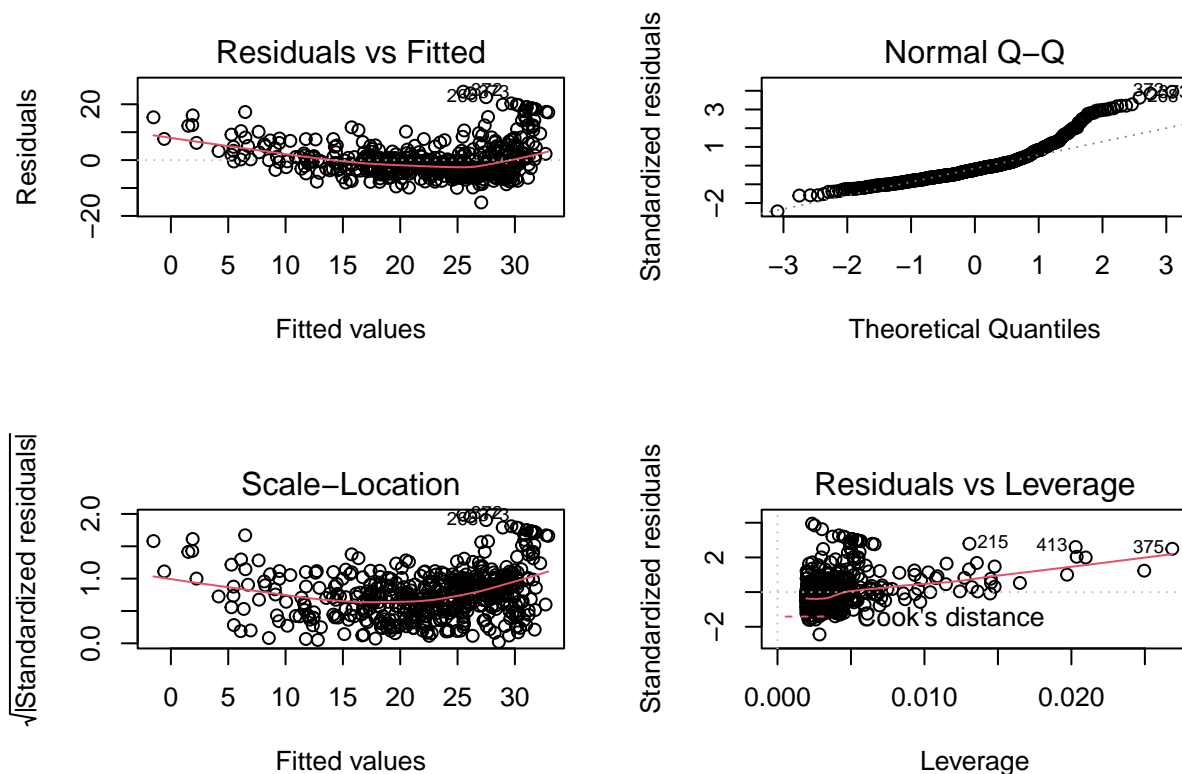 Residuals vs Fitted
Residuals
20
0
−20
0 5 10 15 20 25 30
Fitted values
Normal Q−Q
Standardized residuals
3
1
−2
−3 −2 −1 0 1 2 3
Theoretical Quantiles
Scale−Location
√|Standardized residuals|
2.0
1.0
0.0
0 5 10 15 20 25 30
Fitted values
Residuals vs Leverage
Standardized residuals
2
0
−2
215
413
375
Cook's distance
0.000 0.010 0.020
Leverage